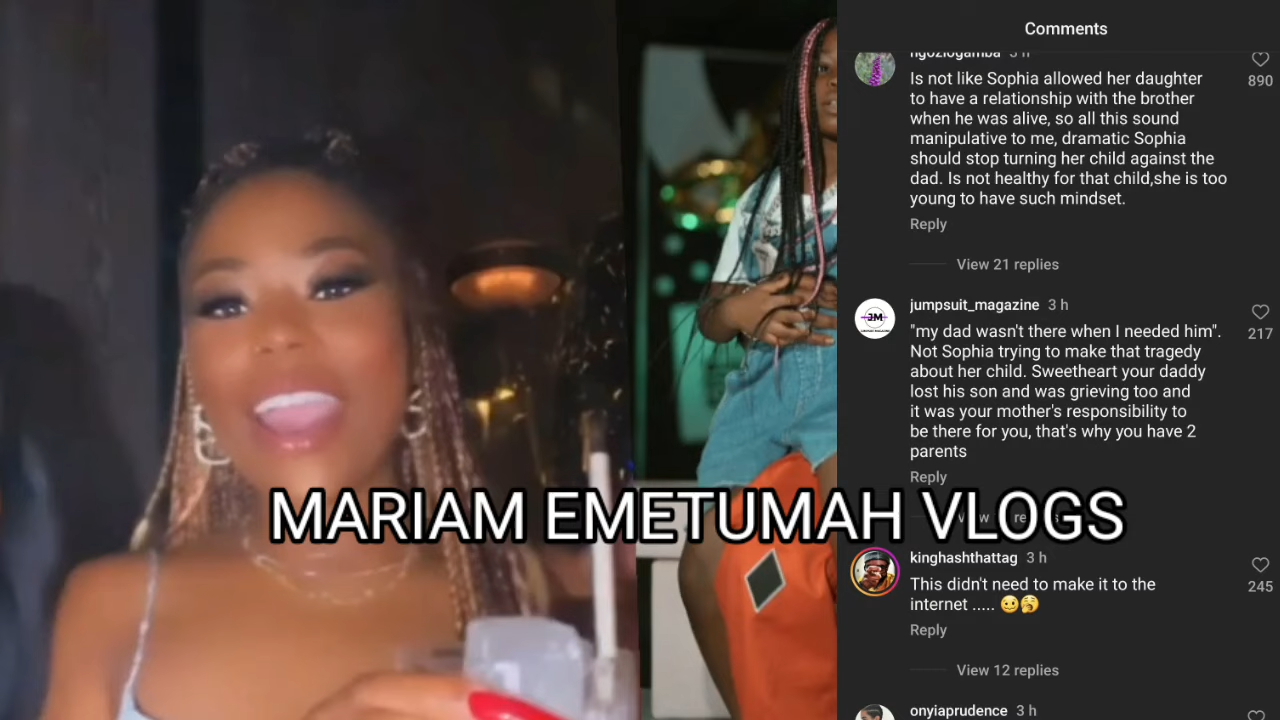 Comments
ngoziogamba 3 h
Is not like Sophia allowed her daughter
890
to have a relationship with the brother
when he was alive, so all this sound
manipulative to me, dramatic Sophia
should stop turning her child against the
dad. Is not healthy for that child,she is too
young to have such mindset.
Reply
View 21 replies
jumpsuit_magazine 3 h
"my dad wasn't there when I needed him".
217
Not Sophia trying to make that tragedy
about her child. Sweetheart your daddy
lost his son and was grieving too and
it was your mother's responsibility to
be there for you, that's why you have 2
parents
Reply
MARIAM EMETUMAH VLOGS
kinghashthattag 3 h
This didn't need to make it to the
245
internet ..... 😀🥱
Reply
View 12 replies
onyiaprudence 3 h